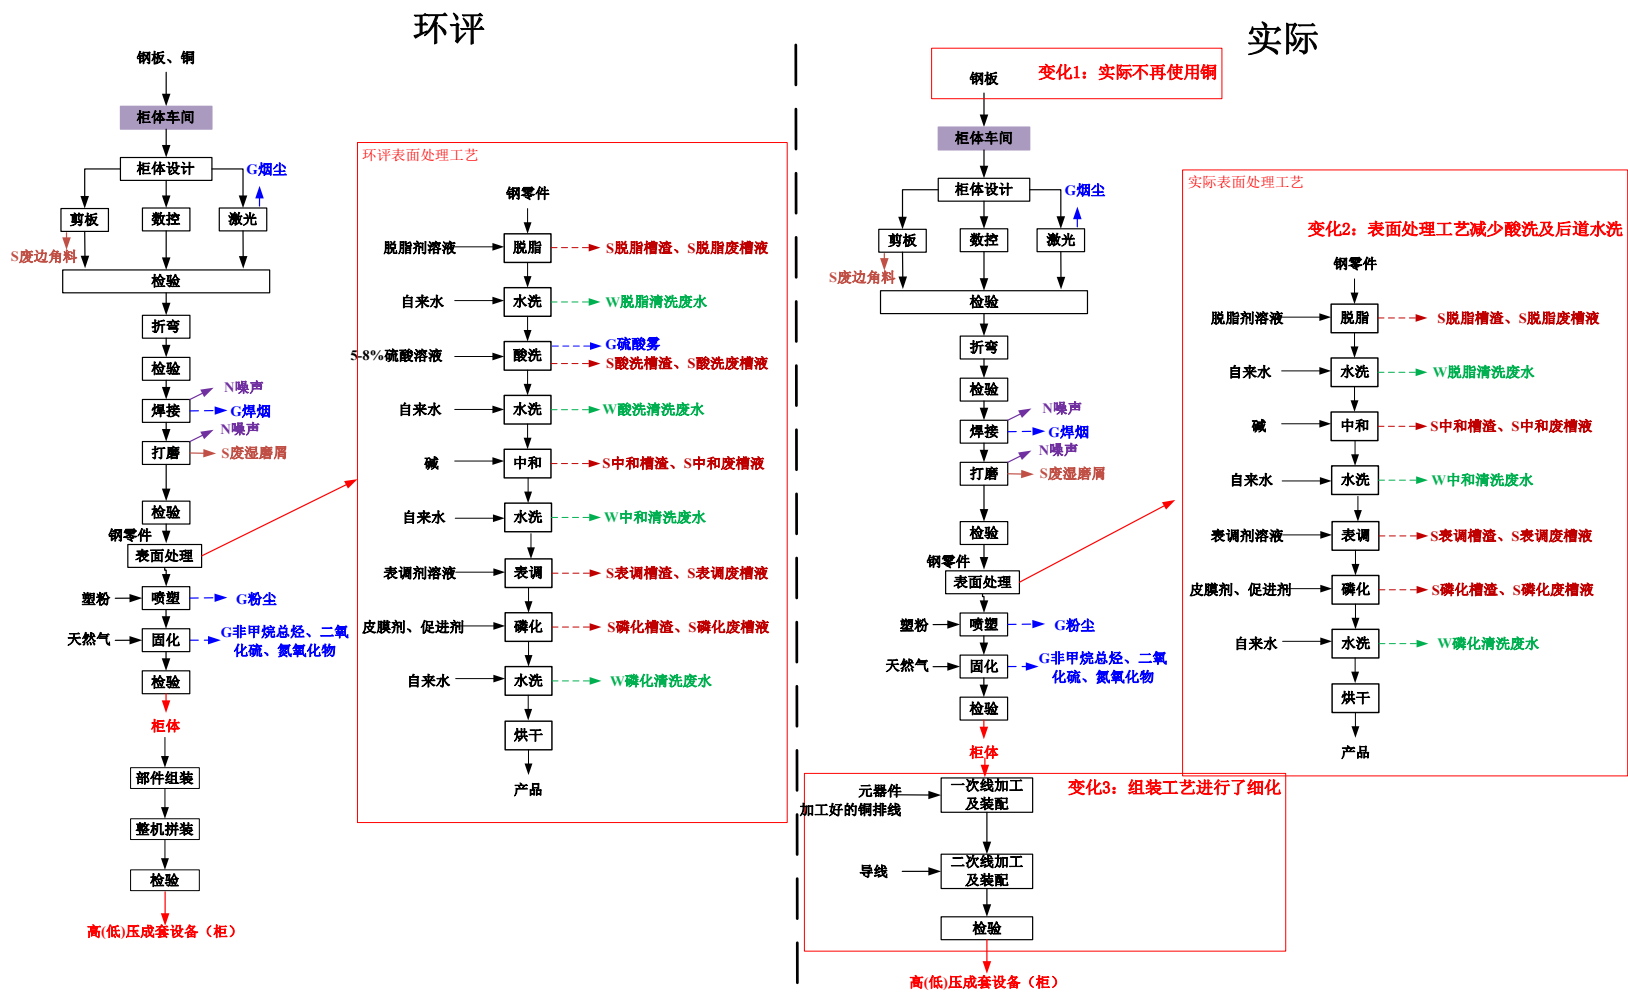 环评
钢板、铜
柜体车间
柜体设计
G烟尘
剪板
数控
激光
S废边角料
检验
折弯
检验
N噪声
焊接
G焊烟
N噪声
打磨
S废湿磨屑
检验
钢零件
表面处理
塑粉
喷塑
G粉尘
天然气
固化
G非甲烷总烃、二氧
化硫、氮氧化物
检验
柜体
部件组装
整机拼装
检验
高(低)压成套设备（柜）
环评表面处理工艺
钢零件
脱脂剂溶液
脱脂
S脱脂槽渣、S脱脂废槽液
自来水
水洗
W脱脂清洗废水
5-8%硫酸溶液
酸洗
G硫酸雾
S酸洗槽渣、S酸洗废槽液
自来水
水洗
W酸洗清洗废水
碱
中和
S中和槽渣、S中和废槽液
自来水
水洗
W中和清洗废水
表调剂溶液
表调
S表调槽渣、S表调废槽液
皮膜剂、促进剂
磷化
S磷化槽渣、S磷化废槽液
自来水
水洗
W磷化清洗废水
烘干
产品
实际
钢板
变化1：实际不再使用铜
柜体车间
柜体设计
G烟尘
剪板
数控
激光
S废边角料
检验
折弯
检验
N噪声
焊接
G焊烟
N噪声
打磨
S废湿磨屑
检验
钢零件
表面处理
塑粉
喷塑
G粉尘
天然气
固化
G非甲烷总烃、二氧
化硫、氮氧化物
检验
柜体
变化3：组装工艺进行了细化
元器件
加工好的铜排线
一次线加工
及装配
导线
二次线加工
及装配
检验
高(低)压成套设备（柜）
实际表面处理工艺
变化2：表面处理工艺减少酸洗及后道水洗
钢零件
脱脂剂溶液
脱脂
S脱脂槽渣、S脱脂废槽液
自来水
水洗
W脱脂清洗废水
碱
中和
S中和槽渣、S中和废槽液
自来水
水洗
W中和清洗废水
表调剂溶液
表调
S表调槽渣、S表调废槽液
皮膜剂、促进剂
磷化
S磷化槽渣、S磷化废槽液
自来水
水洗
W磷化清洗废水
烘干
产品